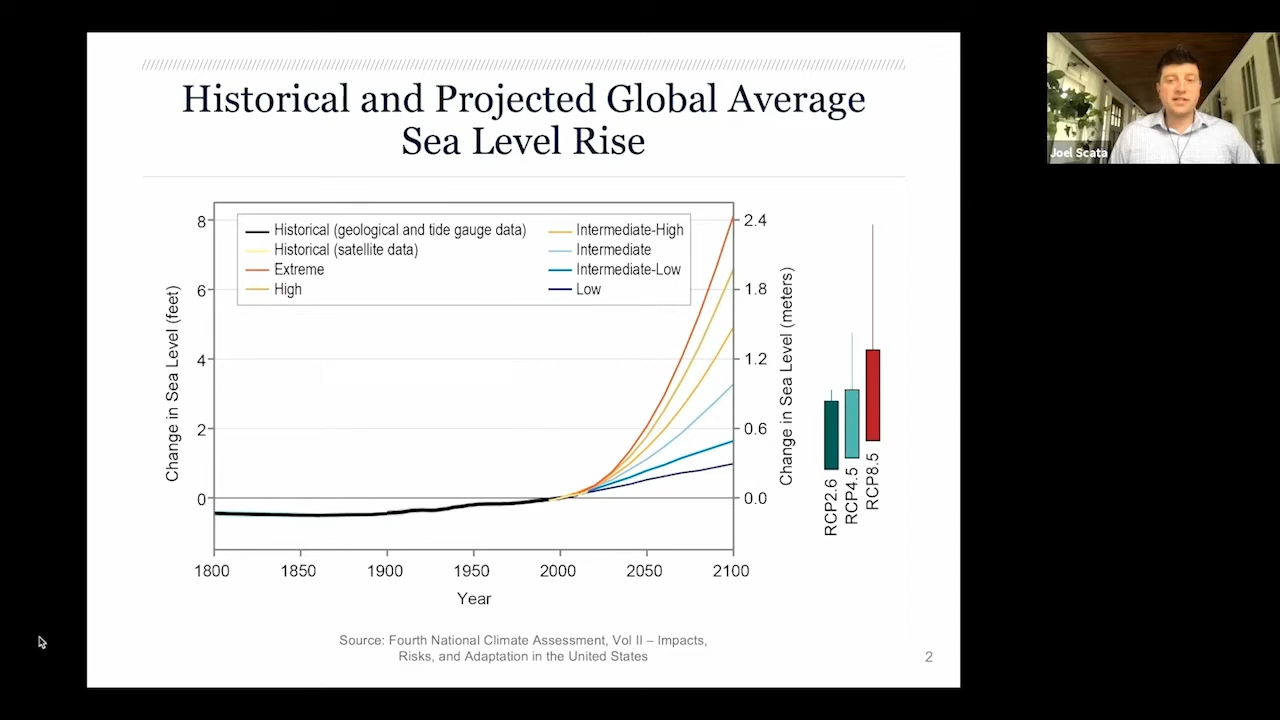 Historical and Projected Global Average
Sea Level Rise
Joel Scata
Historical (geological and tide gauge data)
Historical (satellite data)
Extreme
High
Intermediate-High
Intermediate
Intermediate-Low
Low
Change in Sea Level (feet)
8
6
4
2
0
2.4
1.8
1.2
0.6
0.0
Change in Sea Level (meters)
RCP2.6
RCP4.5
RCP8.5
1800 1850 1900 1950 2000 2050 2100
Year
Source: Fourth National Climate Assessment, Vol II – Impacts,
Risks, and Adaptation in the United States
2